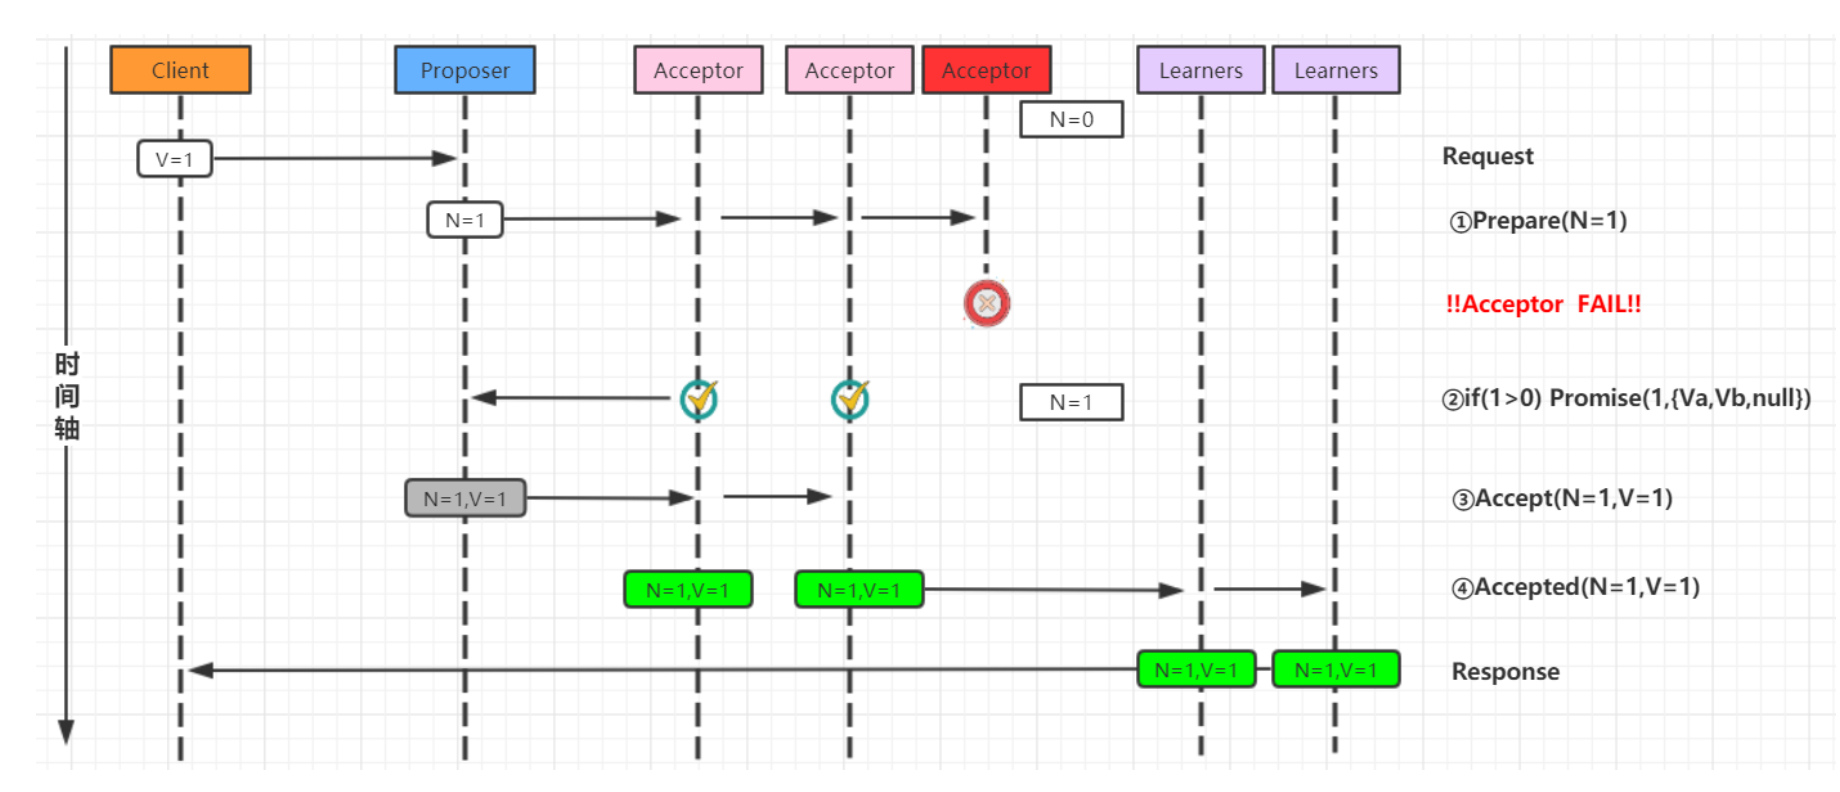 Client
Proposer
Acceptor
Acceptor
Acceptor
Learners
Learners
N=0
V=1
Request
N=1
①Prepare(N=1)
!!Acceptor FAIL!!
时间轴
N=1
②if(1>0) Promise(1,{Va,Vb,null})
N=1,V=1
③Accept(N=1,V=1)
N=1,V=1
N=1,V=1
④Accepted(N=1,V=1)
N=1,V=1
N=1,V=1
Response